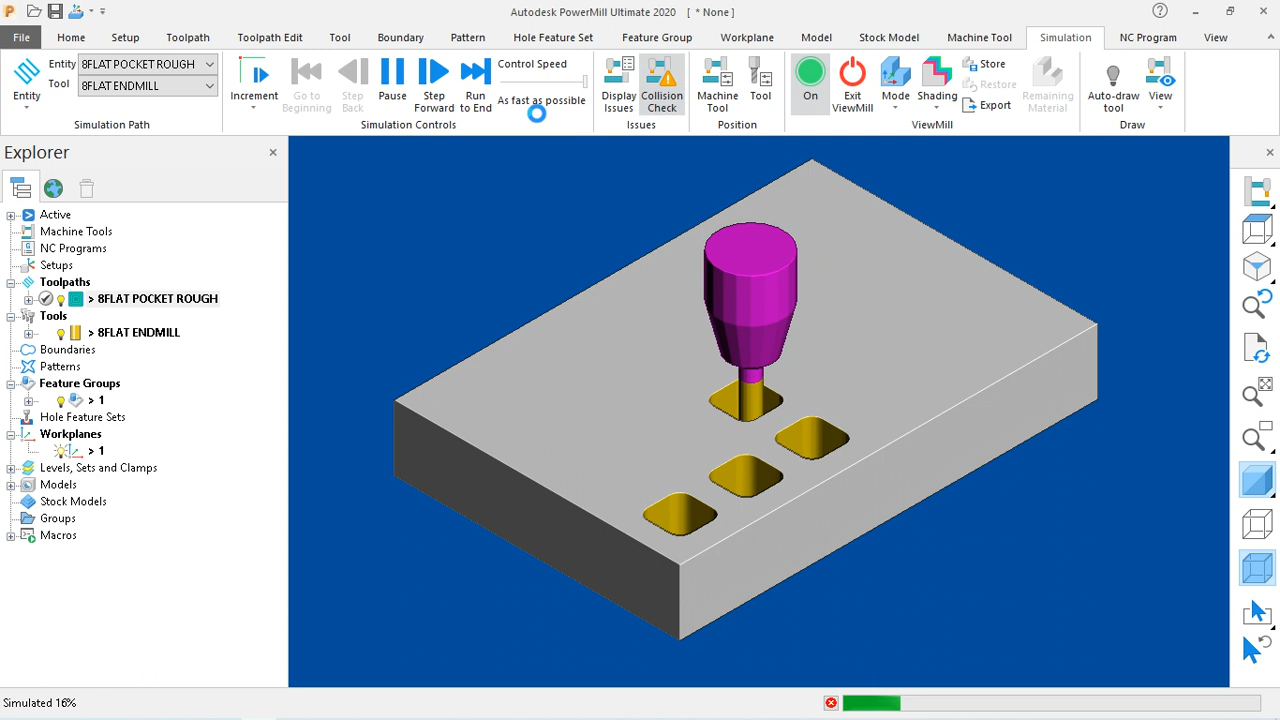 Autodesk PowerMill Ultimate 2020 [ * None ]
File Home Setup Toolpath Toolpath Edit Tool Boundary Pattern Hole Feature Set Feature Group Workplane Model Stock Model Machine Tool Simulation NC Program View
Entity
Entity 8FLAT POCKET ROUGH
Tool 8FLAT ENDMILL
Simulation Path
Increment
Go to Beginning
Step Back
Pause
Step Forward
Run to End
Control Speed
As fast as possible
Simulation Controls
Display Issues
Collision Check
Issues
Machine Tool
Tool
Position
On
Exit ViewMill
Mode
Shading
Store
Restore
Export
Remaining Material
ViewMill
Auto-draw tool
View
Draw
Explorer
Active
Machine Tools
NC Programs
Setups
Toolpaths
> 8FLAT POCKET ROUGH
Tools
> 8FLAT ENDMILL
Boundaries
Patterns
Feature Groups
> 1
Hole Feature Sets
Workplanes
> 1
Levels, Sets and Clamps
Models
Stock Models
Groups
Macros
Simulated 16%